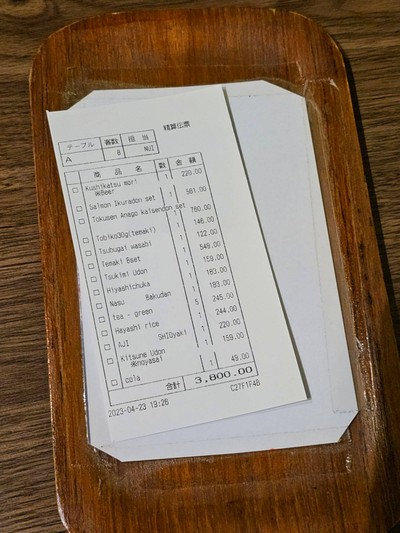 精算伝票
テーブル 客数 担当
A 8 NUI
商品名 数 金額
□ Kushikatsu mori 1 220.00
※Beer
□ Salmon Ikuradon set 1 561.00
□ Tokusen Anago kaisendon set 1 760.00
□ Tobiko30g(temaki) 1 146.00
□ Tsubugai wasabi 1 122.00
□ Temaki Bset 1 549.00
□ Tsukimi Udon 1 159.00
□ Hiyashichuka 1 183.00
□ Nasu Bakudan 1 183.00
□ tea - green 5 245.00
□ Hayashi rice 1 244.00
□ AJI SHIOyaki 1 220.00
□ Kitsune Udon 1 159.00
※noyasai
□ cola 1 49.00
合計 3,800.00
2023-04-23 19:26 C27F1F48